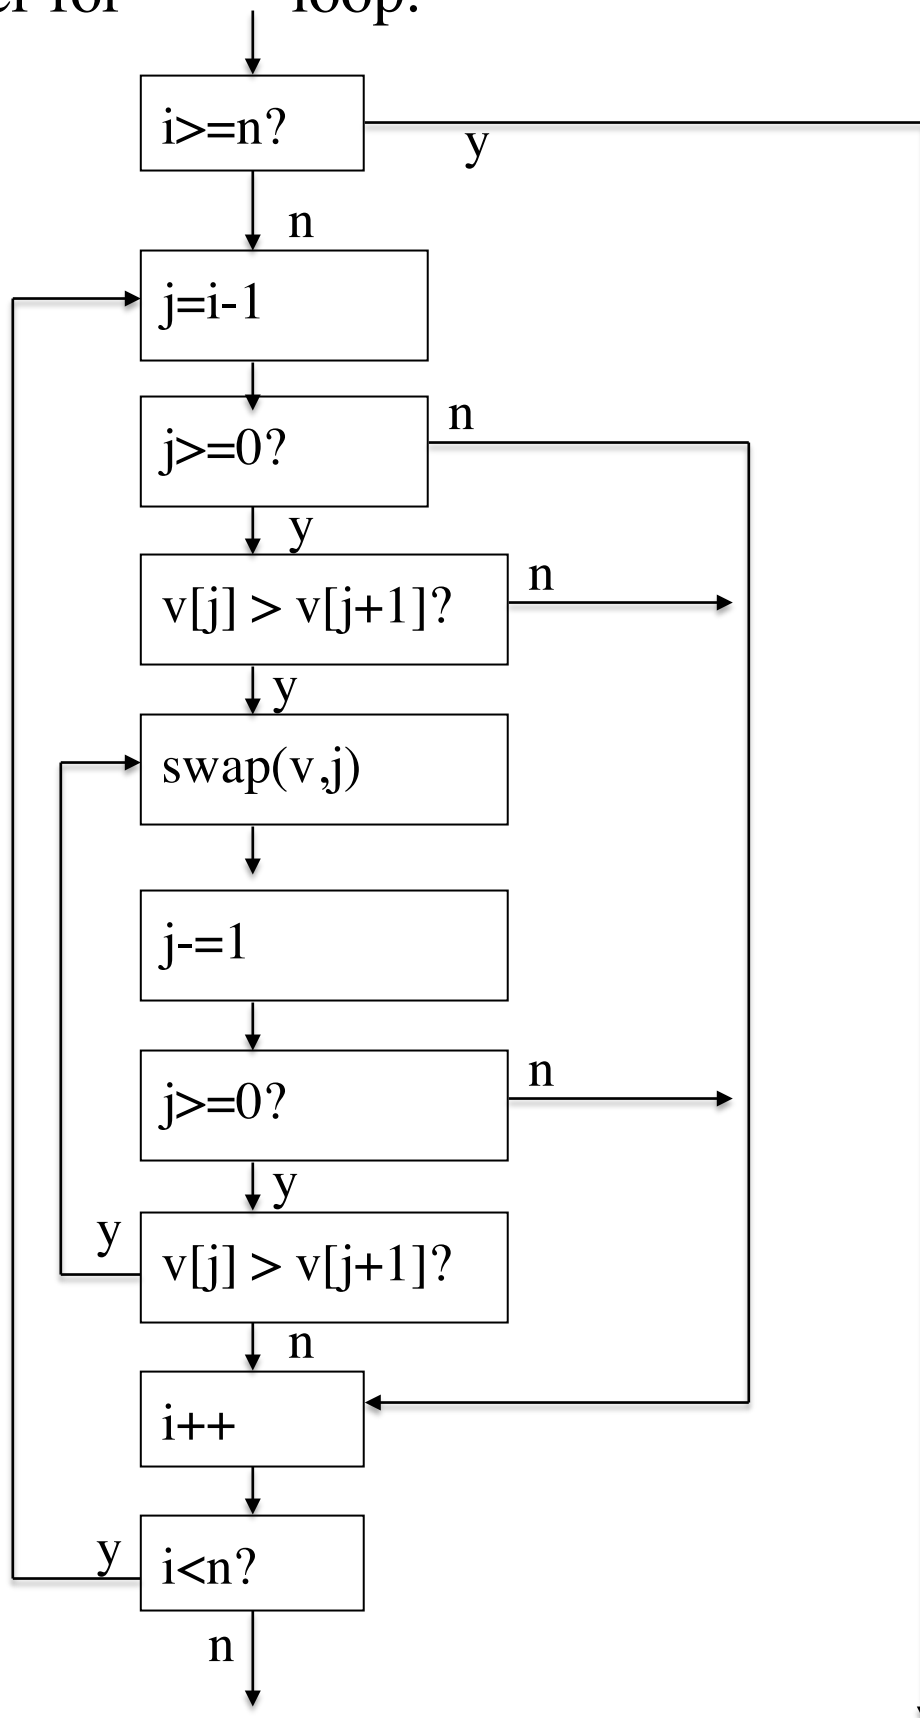 loop.
i>=n?
y
n
j=i-1
n
j>=0?
y
n
v[j] > v[j+1]?
y
swap(v,j)
j-=1
n
j>=0?
y
y
v[j] > v[j+1]?
n
i++
y
i<n?
n